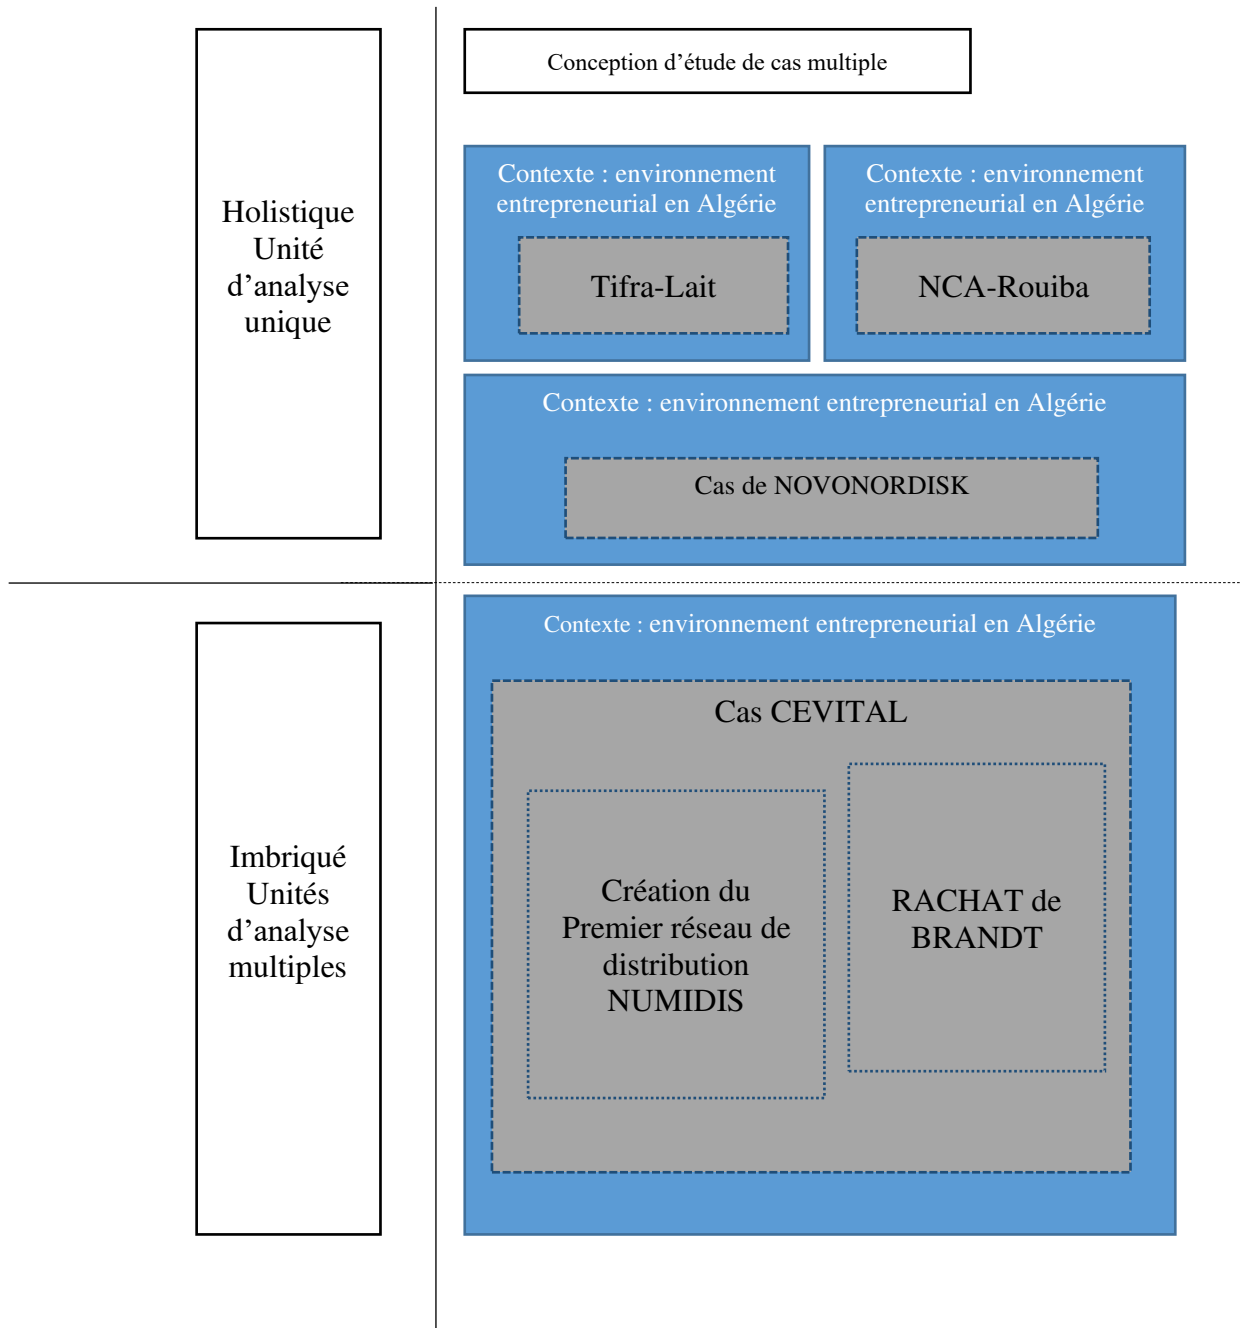 Conception d’étude de cas multiple
Holistique
Unité
d’analyse
unique
Contexte : environnement
entrepreneurial en Algérie
Tifra-Lait
Contexte : environnement
entrepreneurial en Algérie
NCA-Rouiba
Contexte : environnement entrepreneurial en Algérie
Cas de NOVONORDISK
Imbriqué
Unités
d’analyse
multiples
Contexte : environnement entrepreneurial en Algérie
Cas CEVITAL
Création du
Premier réseau de
distribution
NUMIDIS
RACHAT de
BRANDT